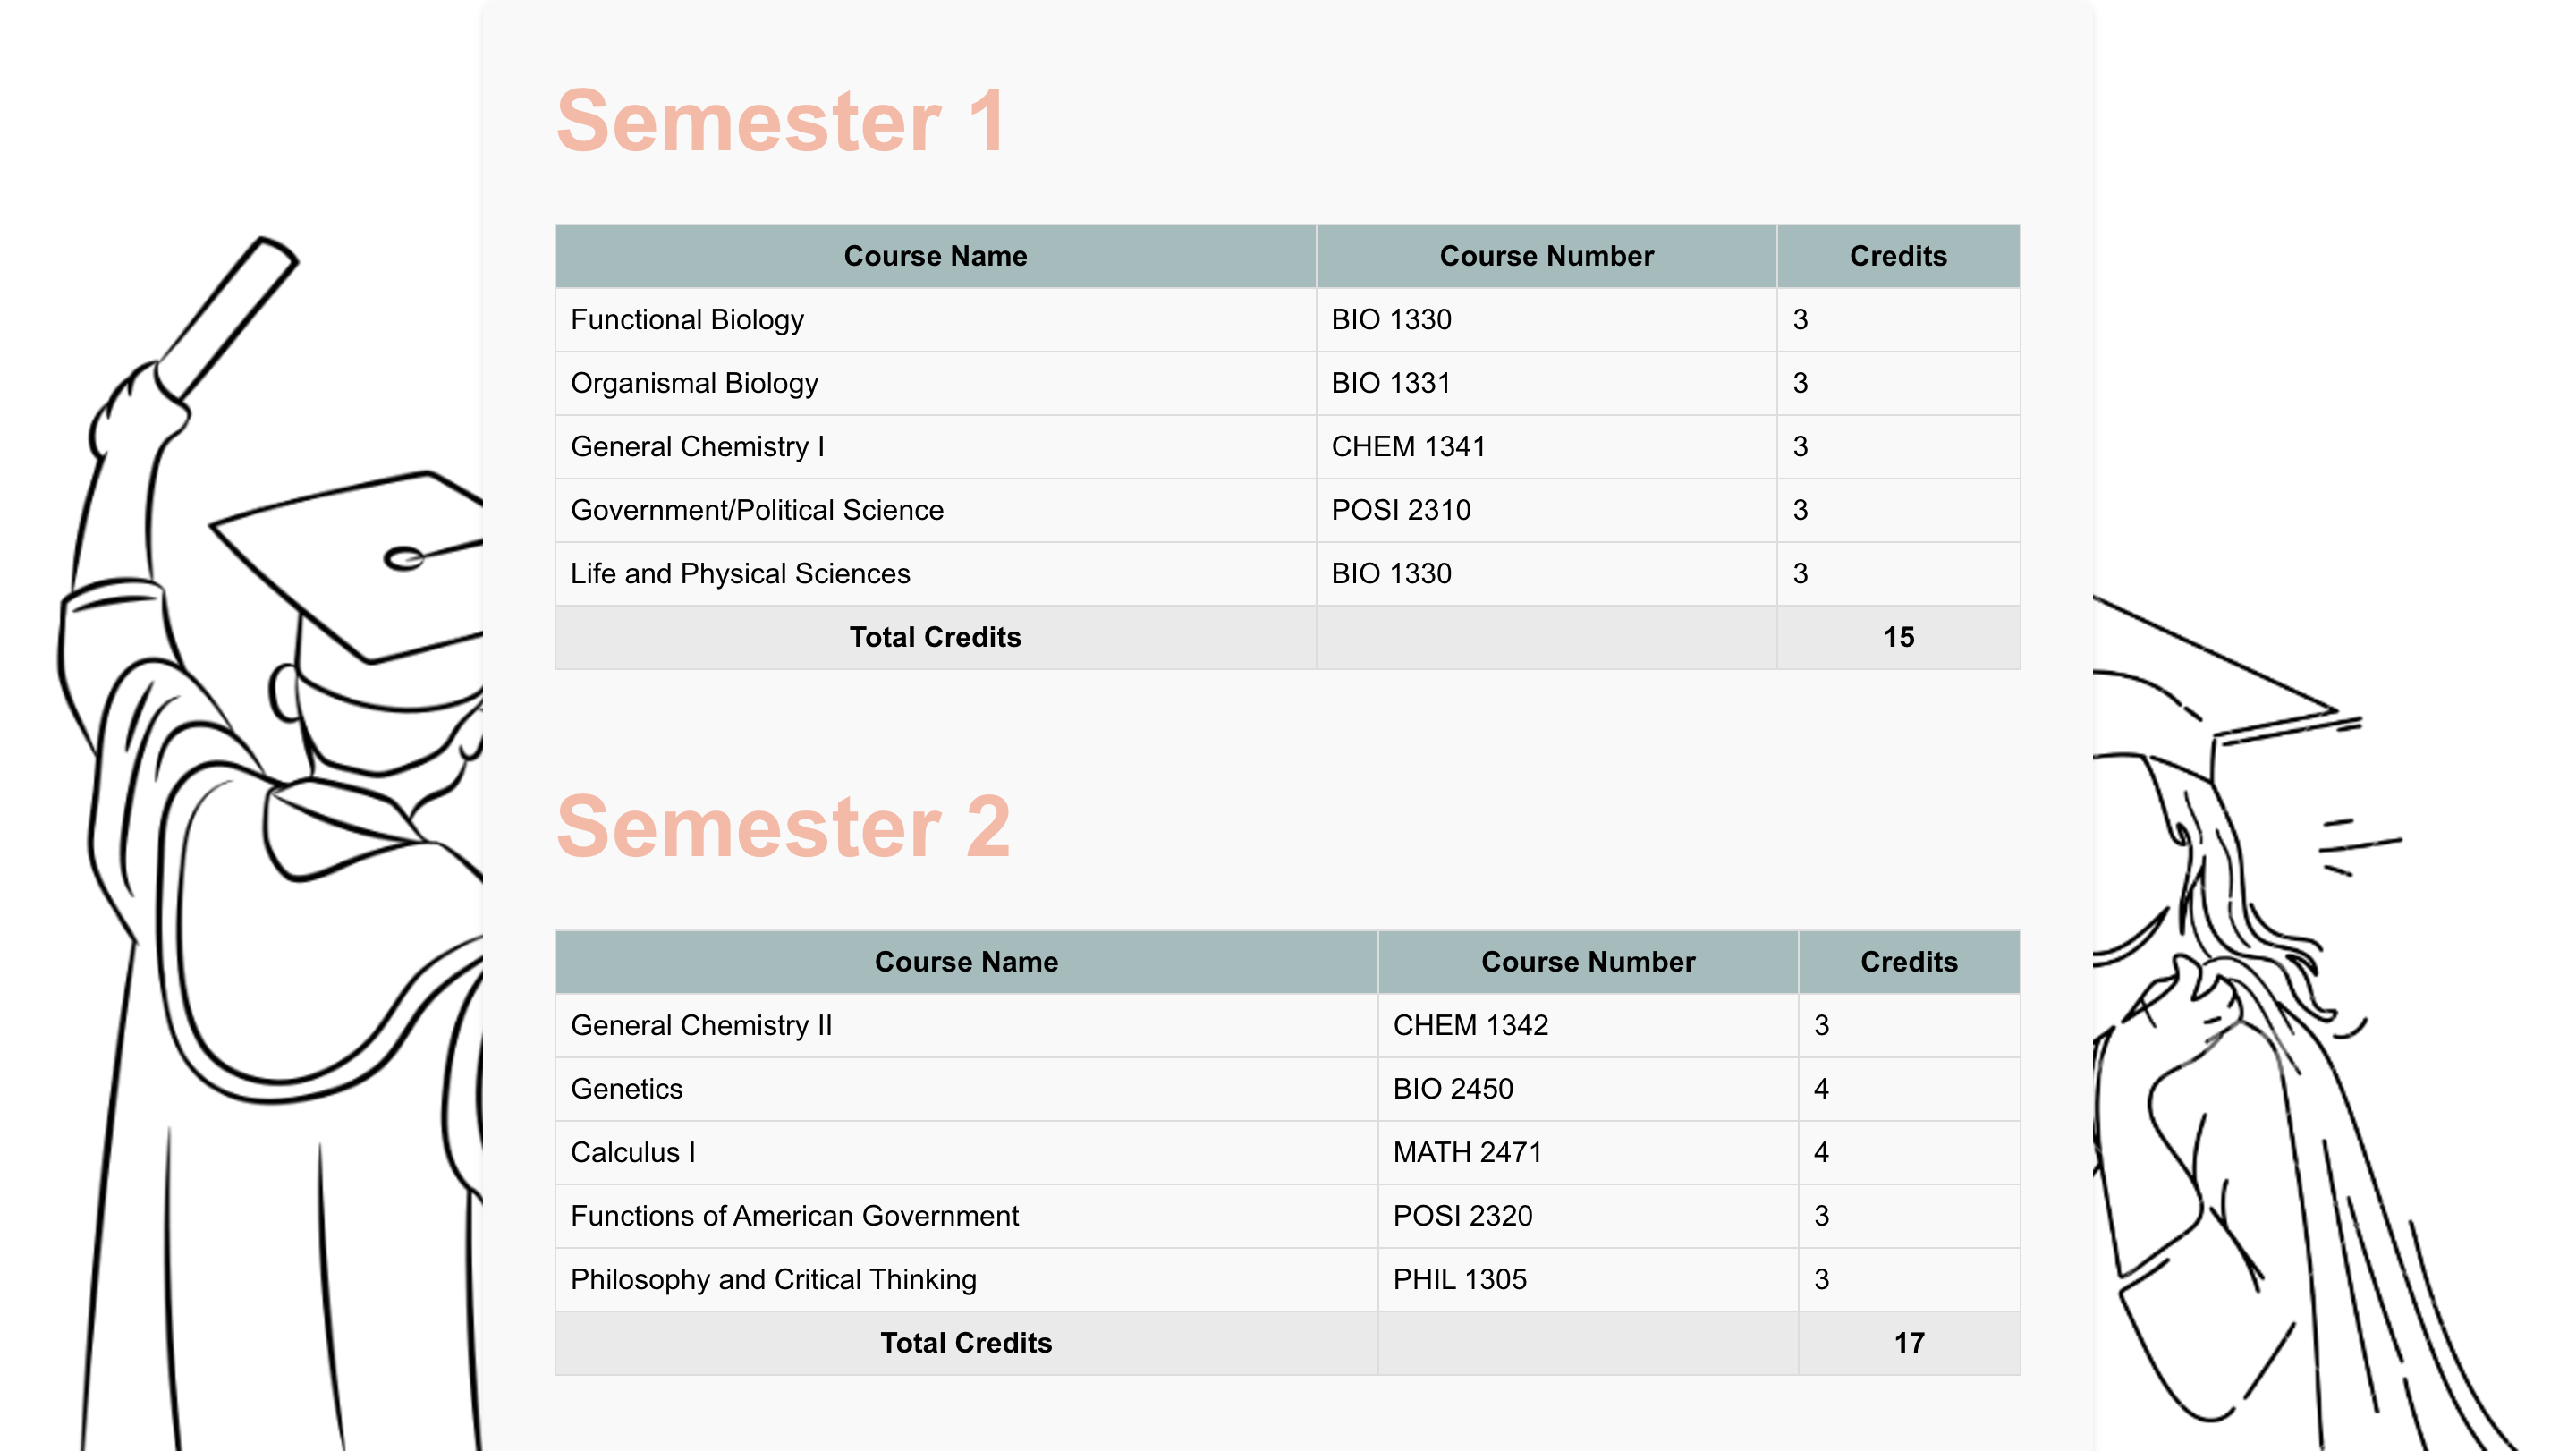 Semester 1
Course Name Course Number Credits
Functional Biology BIO 1330 3
Organismal Biology BIO 1331 3
General Chemistry I CHEM 1341 3
Government/Political Science POSI 2310 3
Life and Physical Sciences BIO 1330 3
Total Credits 15
Semester 2
Course Name Course Number Credits
General Chemistry II CHEM 1342 3
Genetics BIO 2450 4
Calculus I MATH 2471 4
Functions of American Government POSI 2320 3
Philosophy and Critical Thinking PHIL 1305 3
Total Credits 17